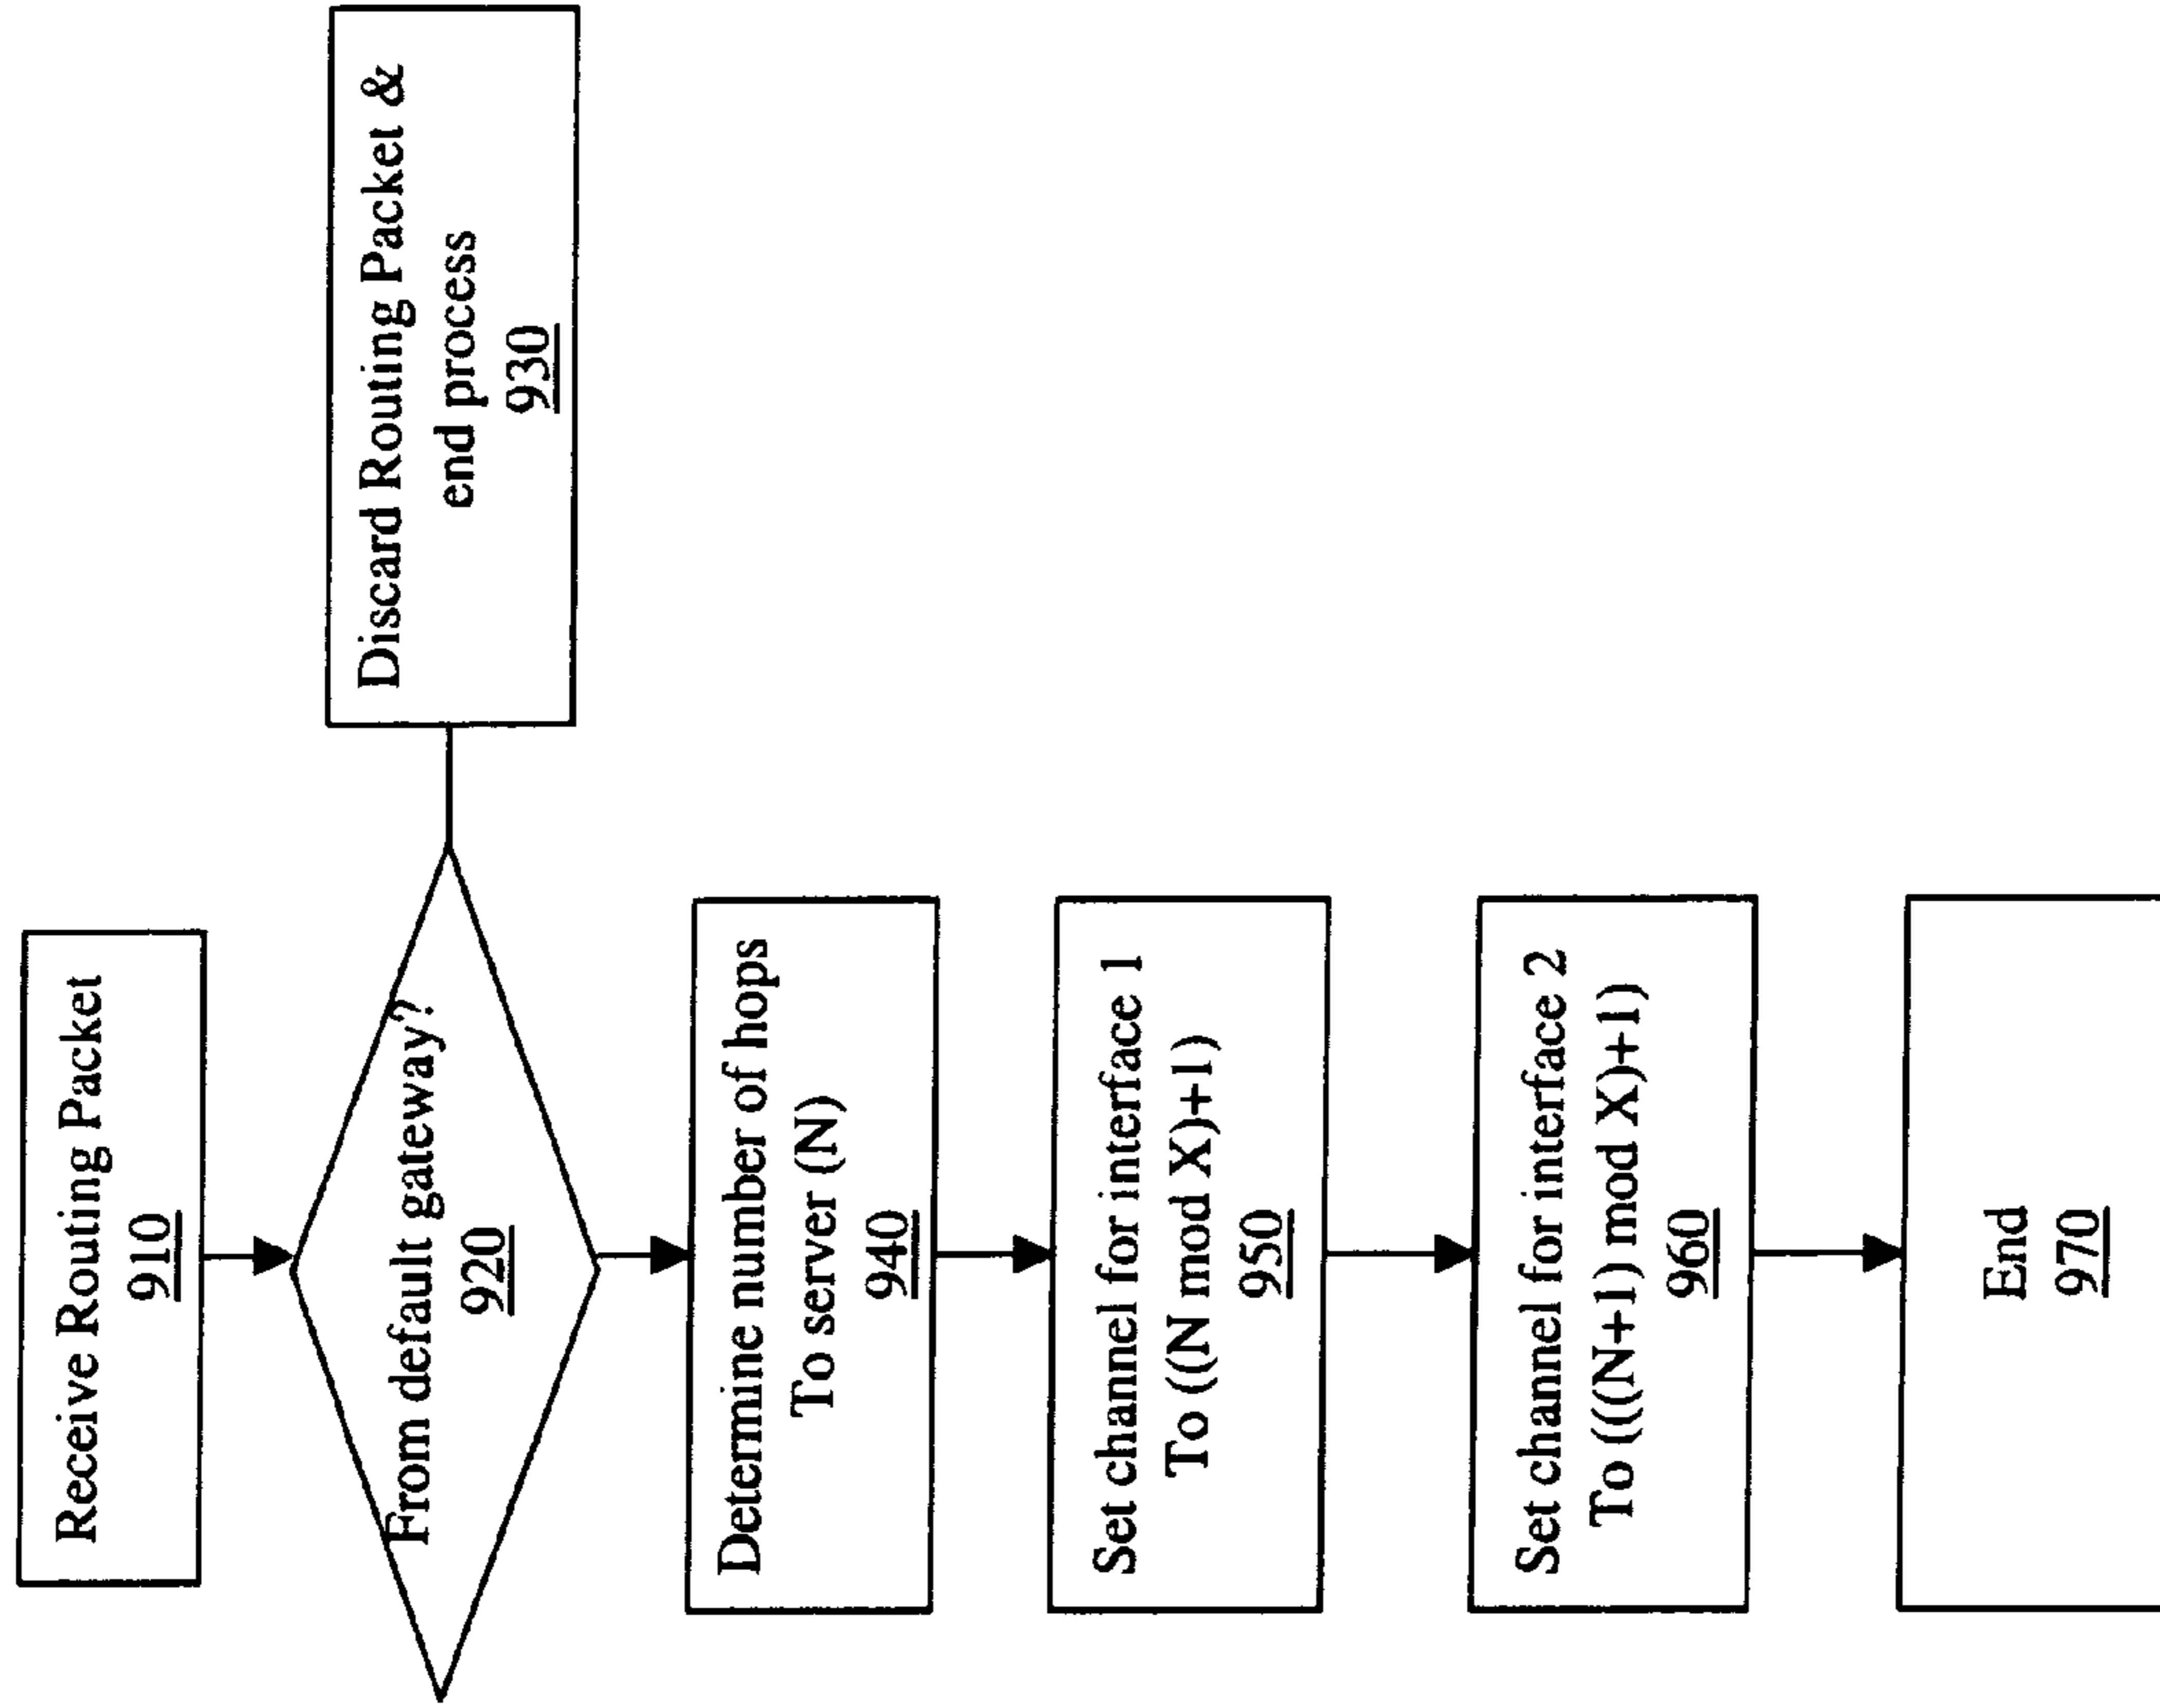 Receive Routing Packet
910
From default gateway?
920
Discard Routing Packet &
end process
930
Determine number of hops
To server (N)
940
Set channel for interface 1
To ((N mod X)+1)
950
Set channel for interface 2
To (((N+1) mod X)+1)
960
End
970